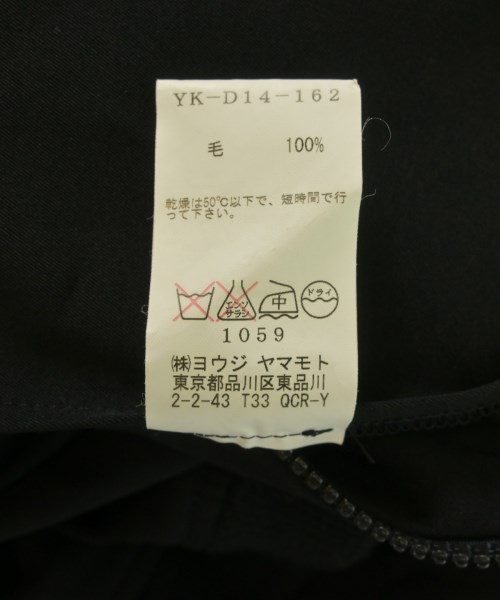 YK-D14-162
毛 100%
乾燥は50℃以下で、短時間で行
って下さい。
エンソ
サラシ
中
ドライ
1059
㈱ヨウジ ヤマモト
東京都品川区東品川
2-2-43 T33 QCR-Y